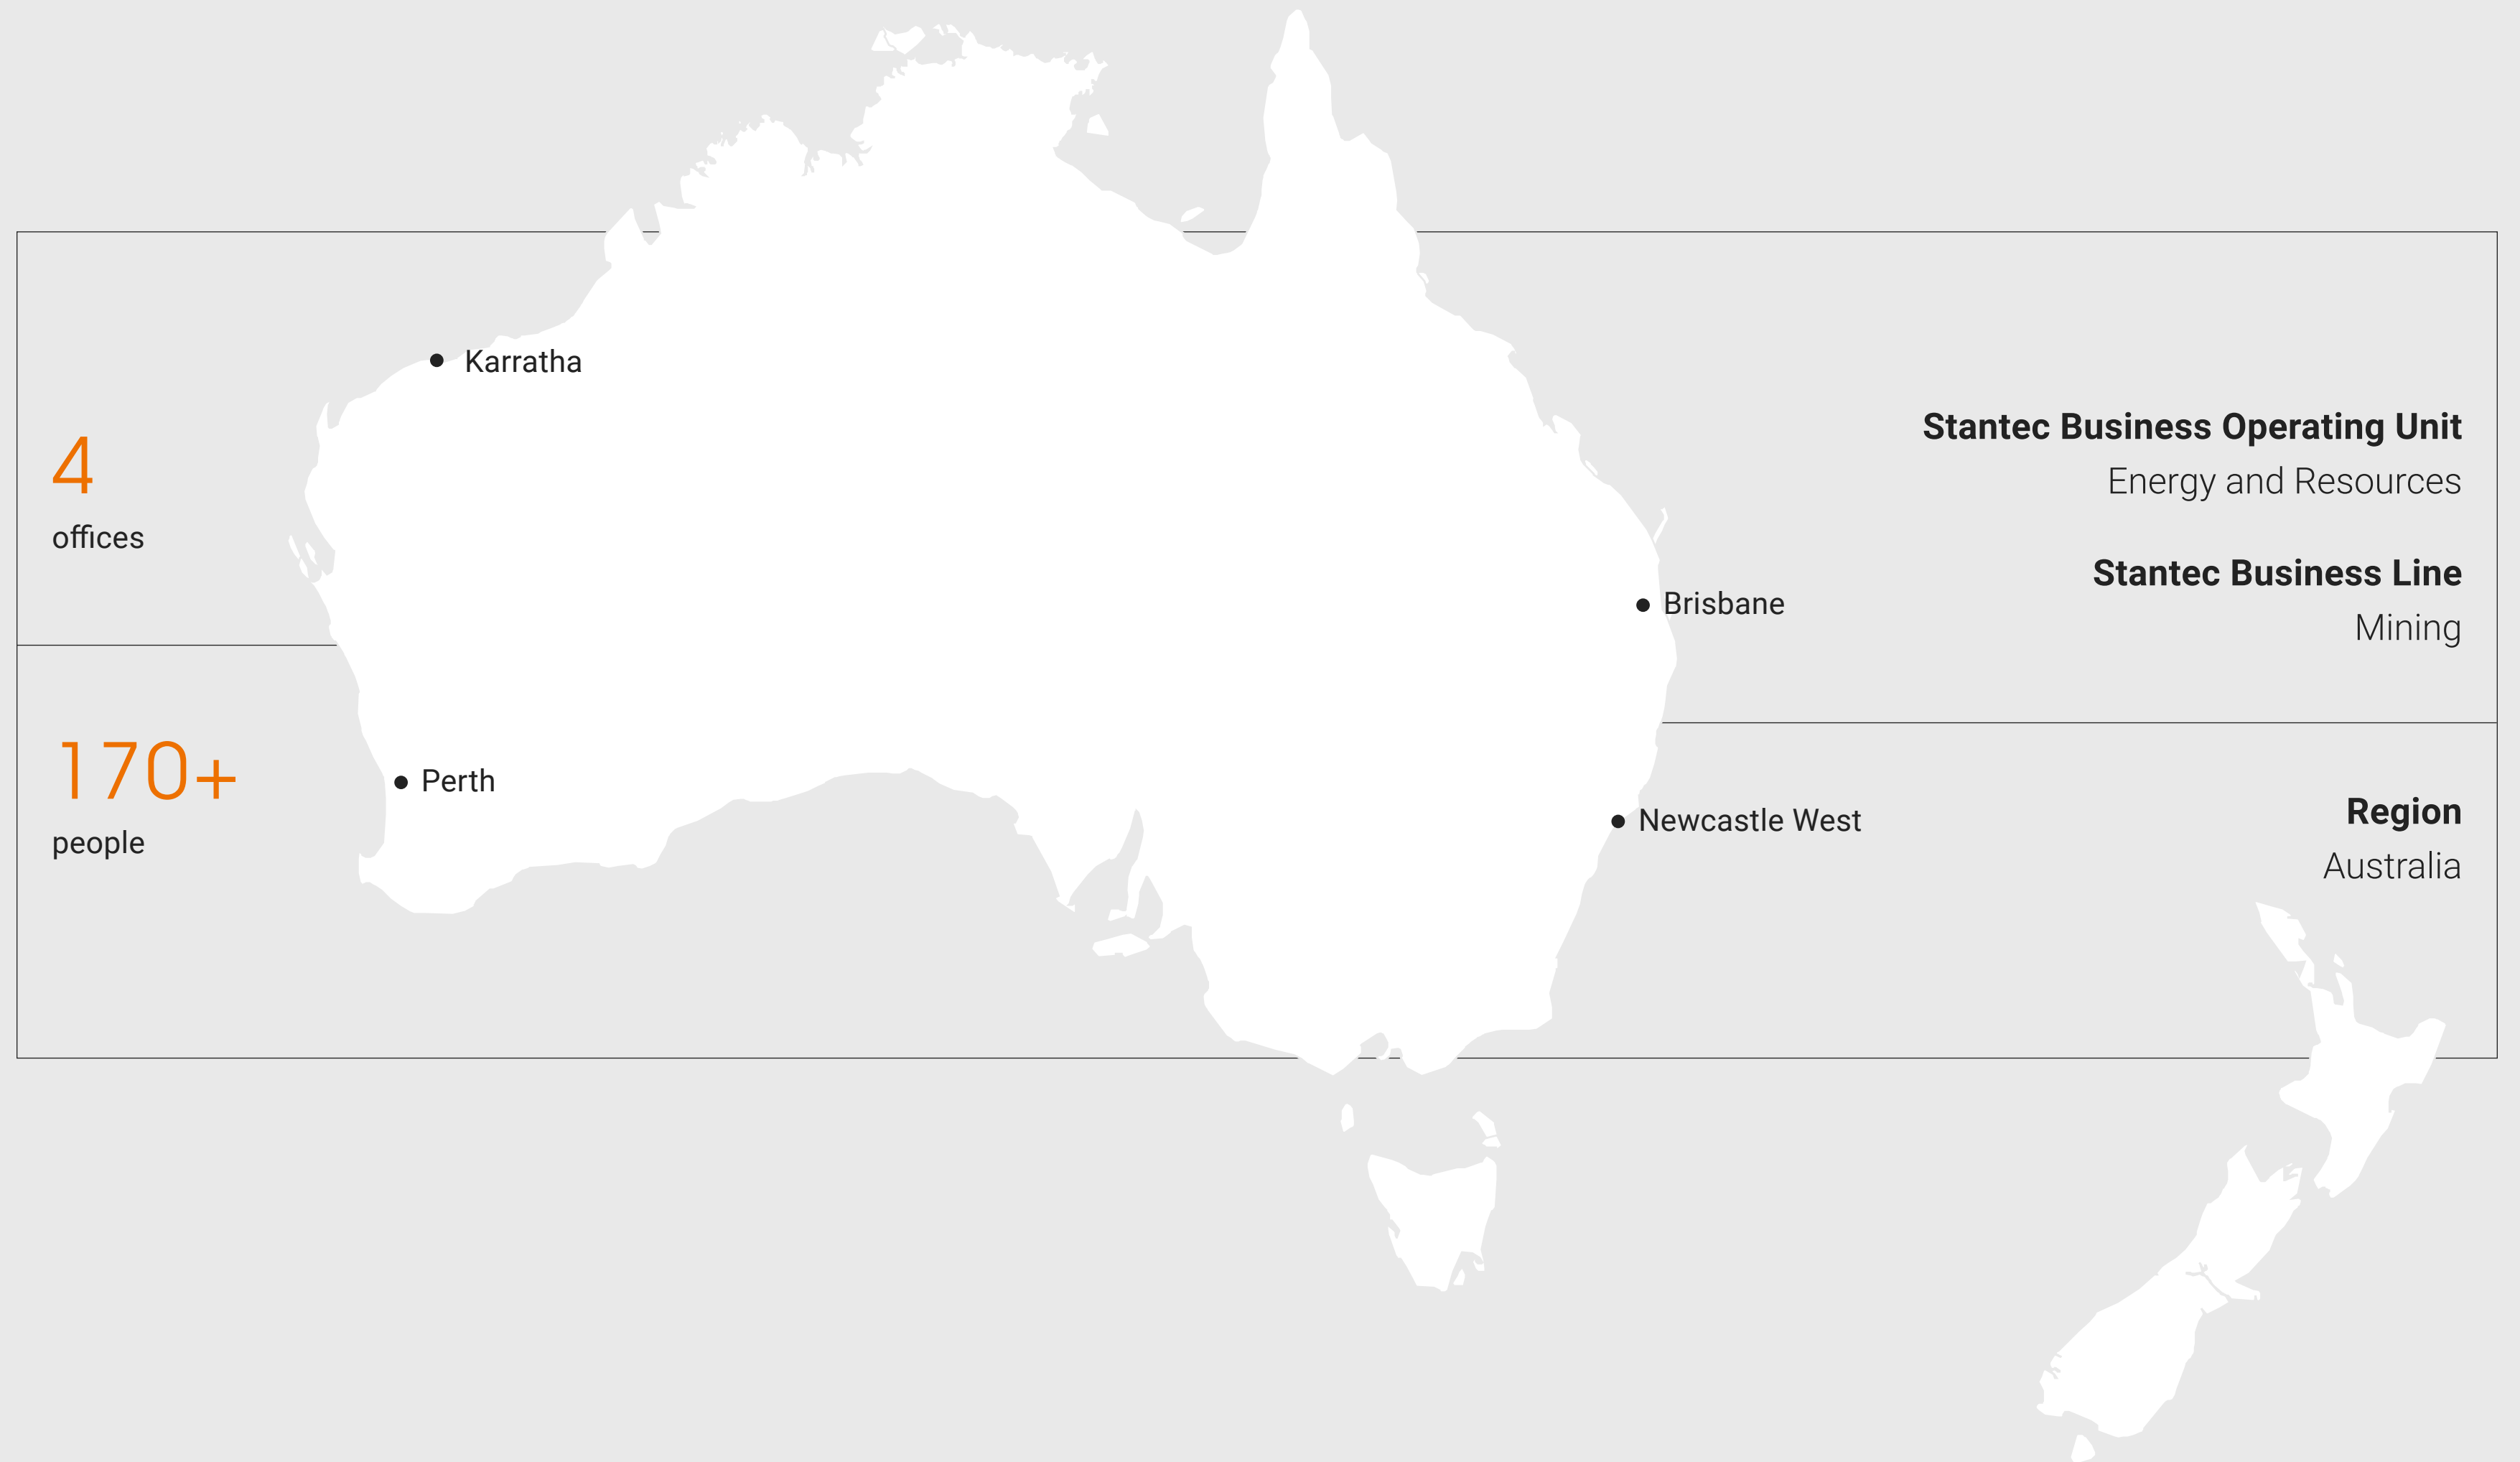 Karratha
4
offices
Stantec Business Operating Unit
Energy and Resources
Stantec Business Line
Mining
Brisbane
170+
people
Perth
Newcastle West
Region
Australia